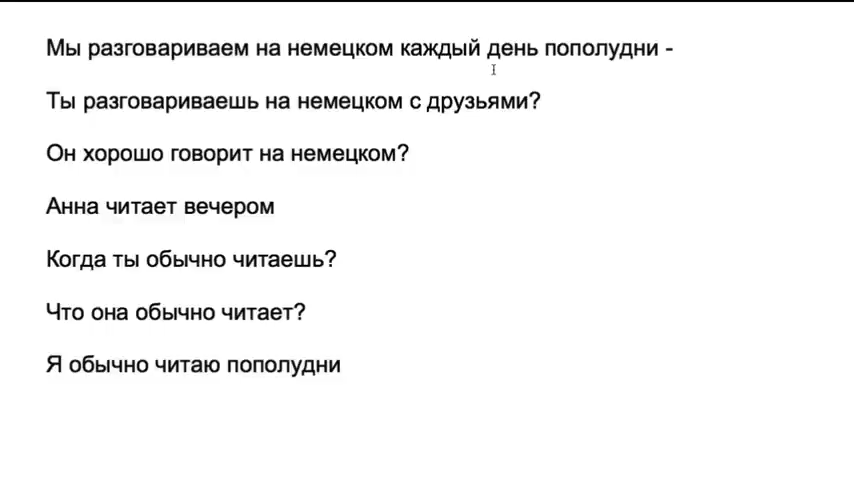 Мы разговариваем на немецком каждый день пополудни -
Ты разговариваешь на немецком с друзьями?
Он хорошо говорит на немецком?
Анна читает вечером
Когда ты обычно читаешь?
Что она обычно читает?
Я обычно читаю пополудни